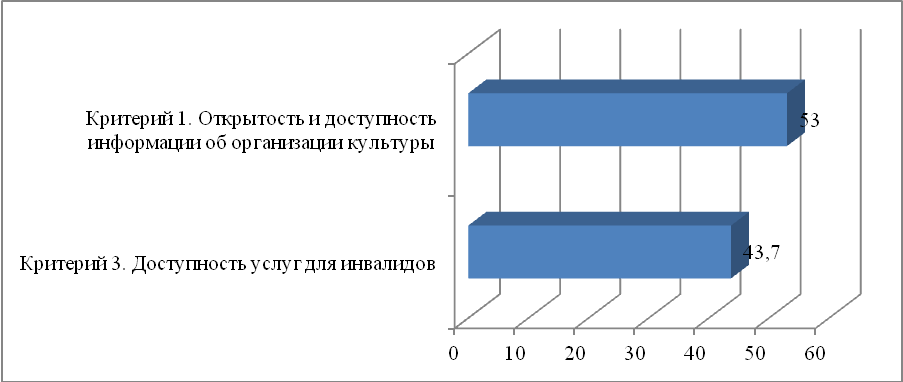 Критерий 1. Открытость и доступность
информации об организации культуры
53
Критерий 3. Доступность услуг для инвалидов
43,7
0 10 20 30 40 50 60